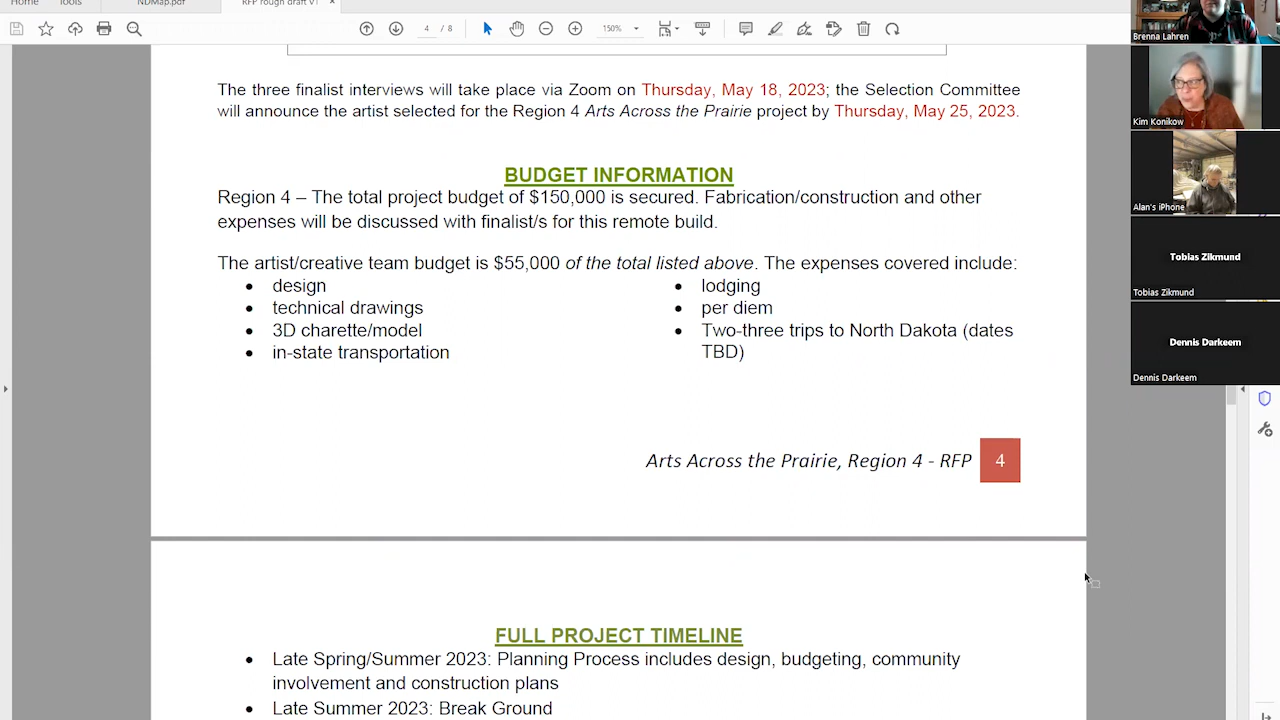 Home Tools NDMap.pdf RFP rough draft v1 ×
4 / 8 150%
The three finalist interviews will take place via Zoom on Thursday, May 18, 2023; the Selection Committee
will announce the artist selected for the Region 4 Arts Across the Prairie project by Thursday, May 25, 2023.
BUDGET INFORMATION
Region 4 – The total project budget of $150,000 is secured. Fabrication/construction and other
expenses will be discussed with finalist/s for this remote build.
The artist/creative team budget is $55,000 of the total listed above. The expenses covered include:
• design
• technical drawings
• 3D charette/model
• in-state transportation
• lodging
• per diem
• Two-three trips to North Dakota (dates
TBD)
Arts Across the Prairie, Region 4 - RFP 4
FULL PROJECT TIMELINE
• Late Spring/Summer 2023: Planning Process includes design, budgeting, community
involvement and construction plans
• Late Summer 2023: Break Ground
Brenna Lahren
Kim Konikow
Alan's iPhone
Tobias Zikmund
Tobias Zikmund
Dennis Darkeem
Dennis Darkeem